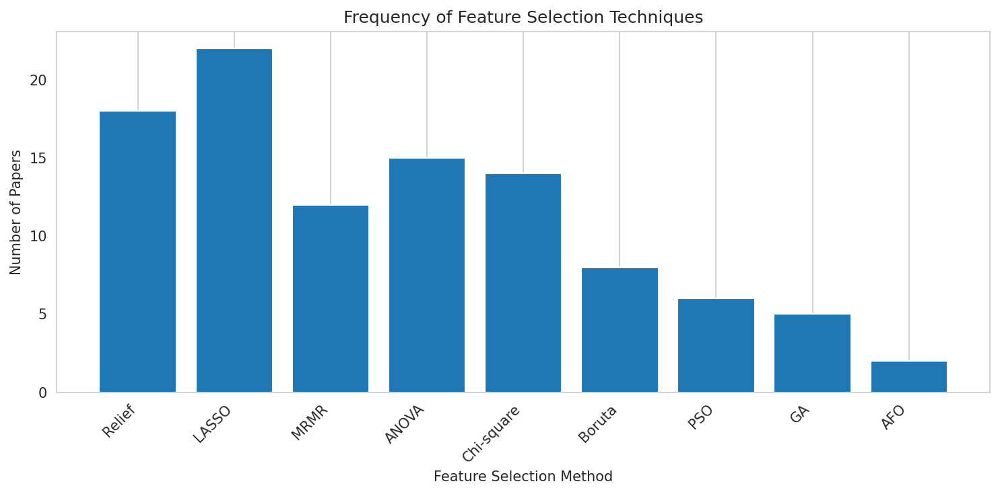 Frequency of Feature Selection Techniques
Number of Papers
20
15
10
5
0
Relief
LASSO
MRMR
ANOVA
Chi-square
Boruta
PSO
GA
AFO
Feature Selection Method